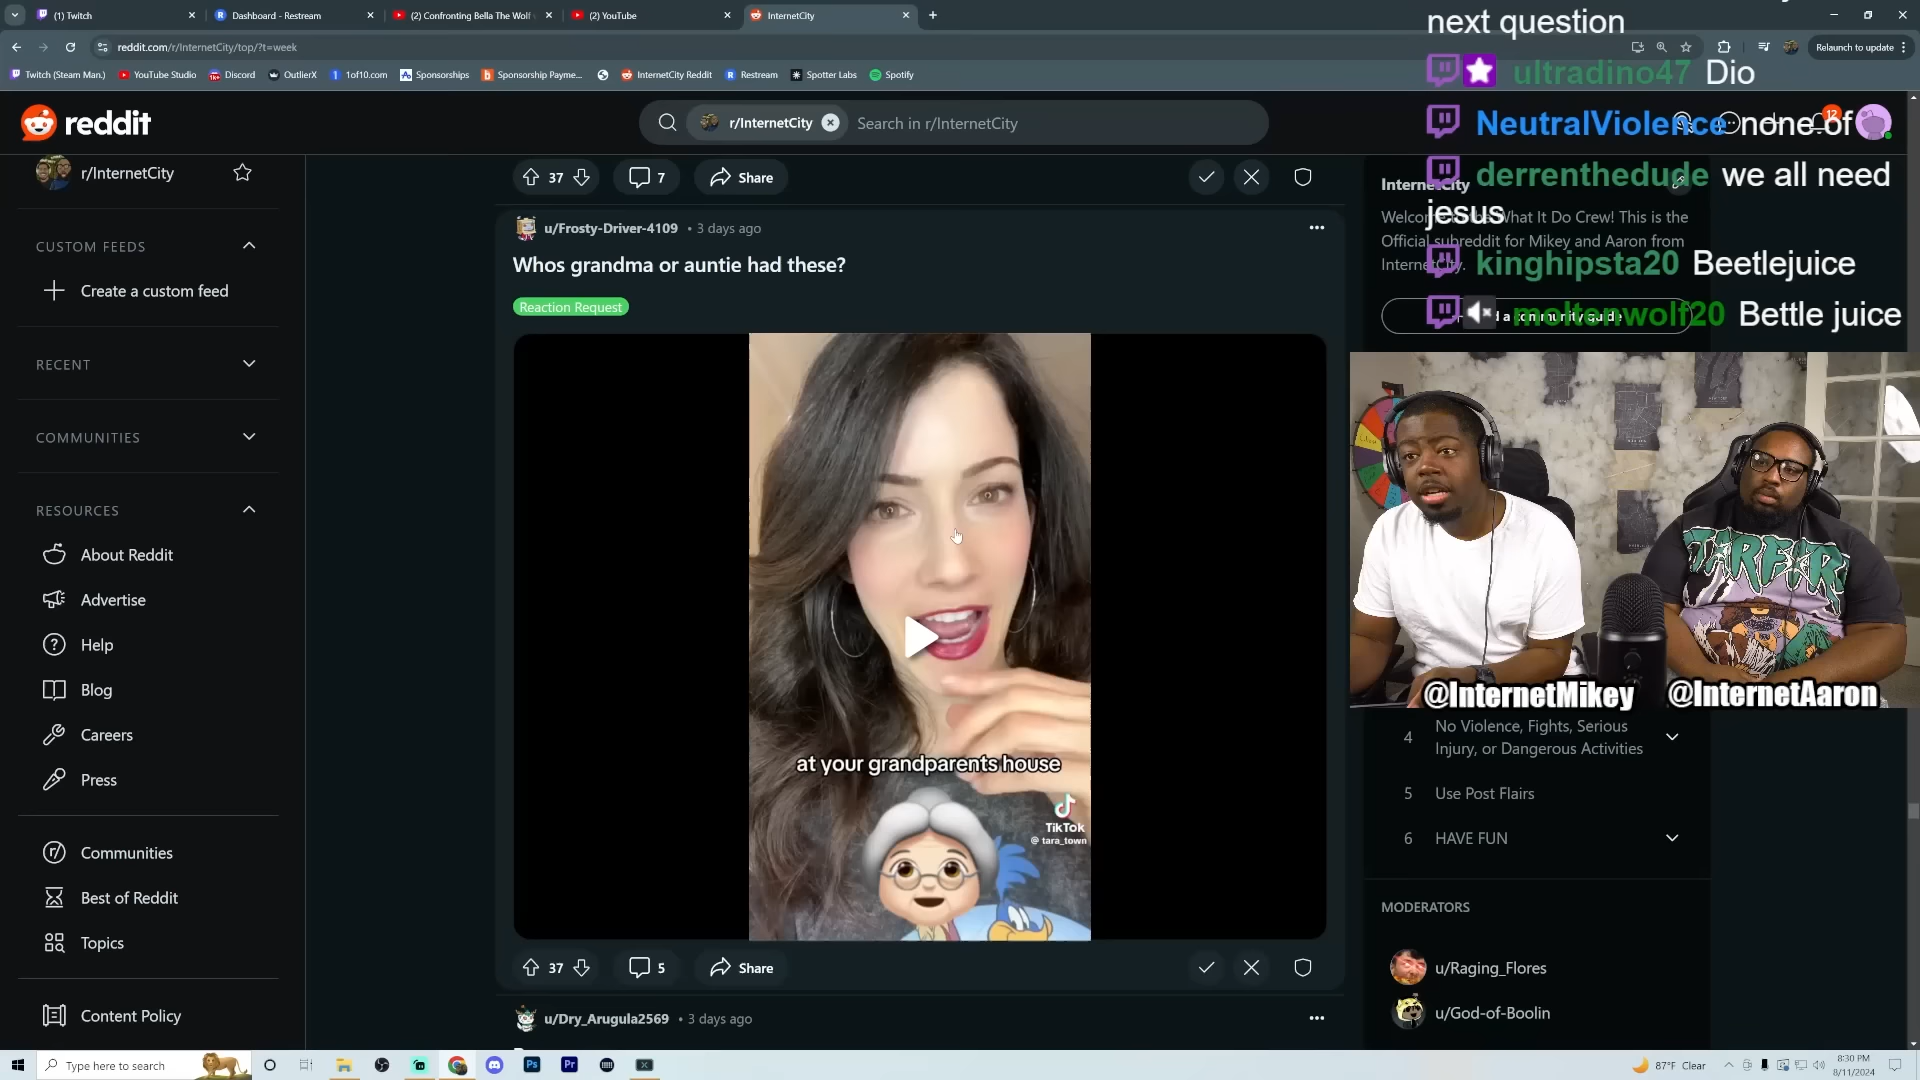 (1) Twitch
Dashboard - Restream
(2) Confronting Bella The Wolf
(2) YouTube
InternetCity
reddit.com/r/InternetCity/top/?t=week
Relaunch to update
Twitch (Steam Man.)
YouTube Studio
Discord
OutlierX
1of10.com
Sponsorships
Sponsorship Payme...
InternetCity Reddit
Restream
Spotter Labs
Spotify
next question
ultradino47 Dio
NeutralViolence none of
derrenthedude we all need
jesus
kinghipsta20 Beetlejuice
moltenwolf20 Bettle juice
reddit
r/InternetCity
Search in r/InternetCity
12
r/InternetCity
CUSTOM FEEDS
Create a custom feed
RECENT
COMMUNITIES
RESOURCES
About Reddit
Advertise
Help
Blog
Careers
Press
Communities
Best of Reddit
Topics
Content Policy
37
7
Share
u/Frosty-Driver-4109 • 3 days ago
Whos grandma or auntie had these?
Reaction Request
at your grandparents house
TikTok
@ tara_town
37
5
Share
u/Dry_Arugula2569 • 3 days ago
InternetCity
Welcome to the What It Do Crew! This is the
Official subreddit for Mikey and Aaron from
InternetCity.
a community guide
@InternetMikey
@InternetAaron
4
No Violence, Fights, Serious
Injury, or Dangerous Activities
5
Use Post Flairs
6
HAVE FUN
MODERATORS
u/Raging_Flores
u/God-of-Boolin
Type here to search
87°F Clear
8:30 PM
8/11/2024